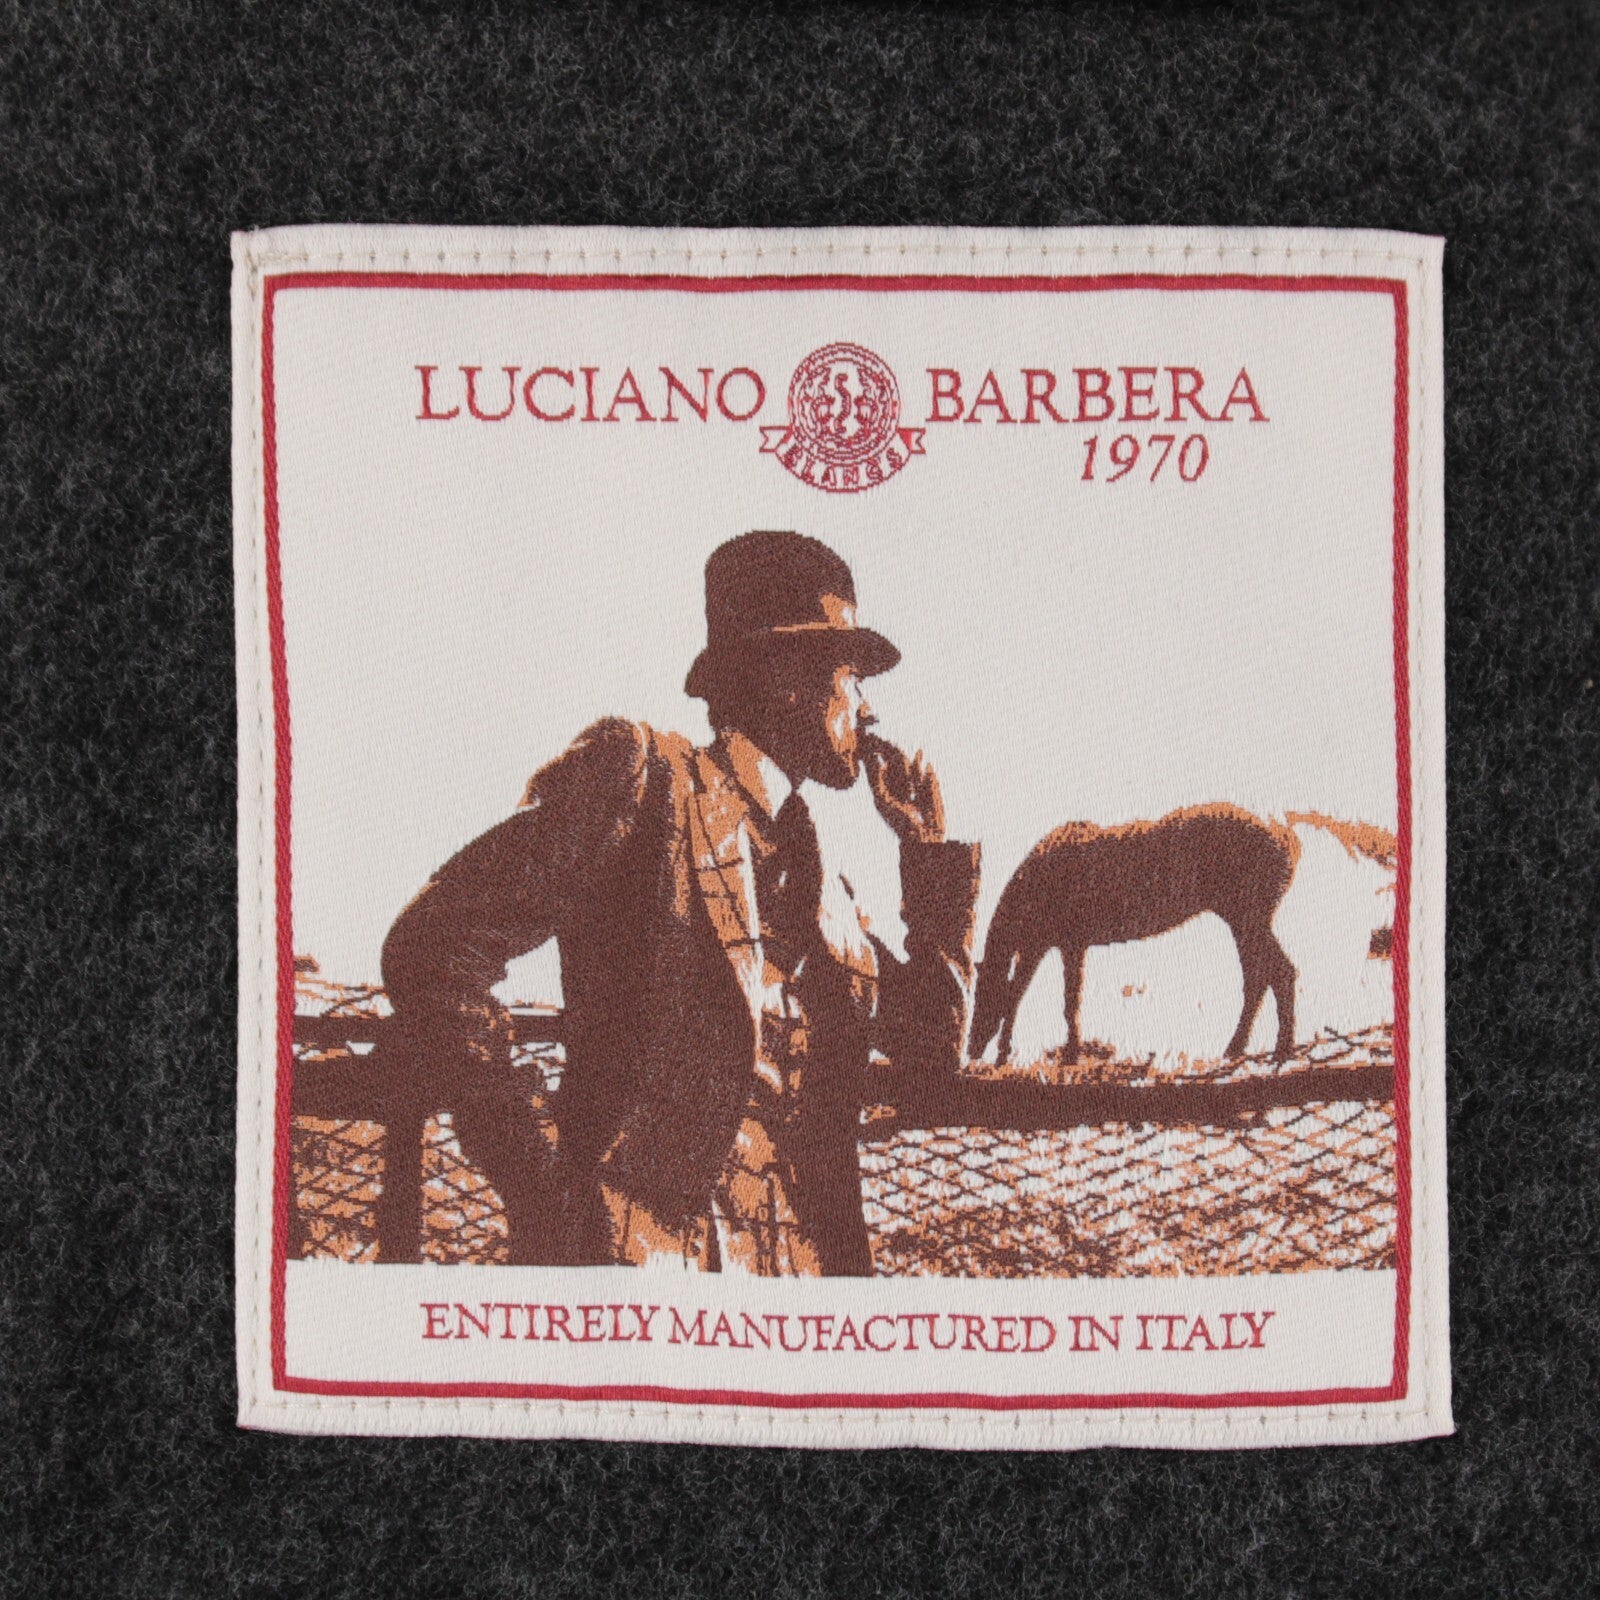 LUCIANO BARBERA
1970
ENTIRELY MANUFACTURED IN ITALY